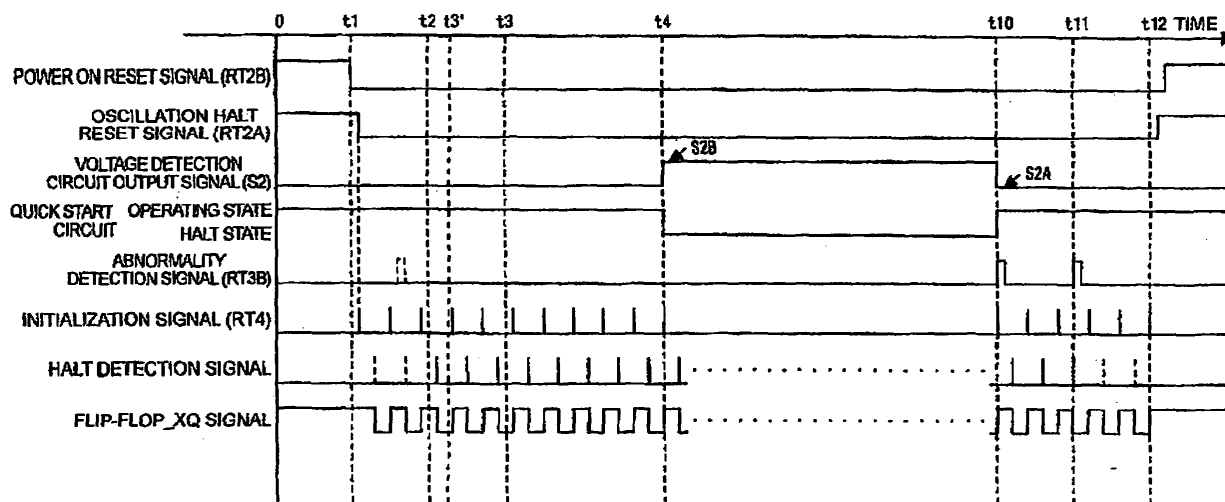 0 t1 t2 t3' t3 t4 t10 t11 t12 TIME
POWER ON RESET SIGNAL (RT2B)
OSCILLATION HALT
RESET SIGNAL (RT2A)
S2B
VOLTAGE DETECTION
CIRCUIT OUTPUT SIGNAL (S2)
S2A
QUICK START OPERATING STATE
CIRCUIT HALT STATE
ABNORMALITY
DETECTION SIGNAL (RT3B)
INITIALIZATION SIGNAL (RT4)
HALT DETECTION SIGNAL
FLIP-FLOP_XQ SIGNAL